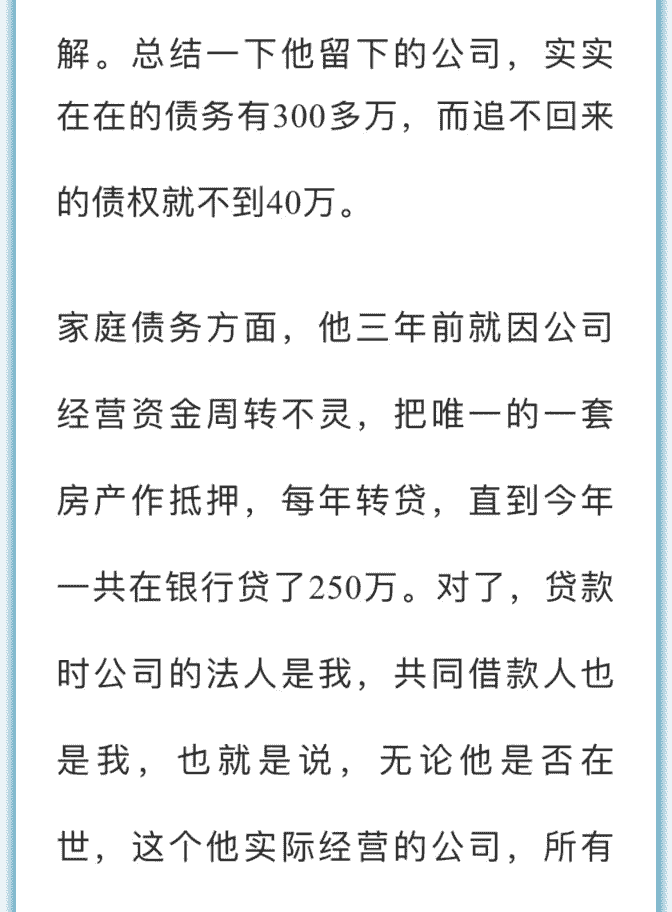 解。总结一下他留下的公司，实实
在在的债务有300多万，而追不回来
的债权就不到40万。
家庭债务方面，他三年前就因公司
经营资金周转不灵，把唯一的一套
房产作抵押，每年转贷，直到今年
一共在银行贷了250万。对了，贷款
时公司的法人是我，共同借款人也
是我，也就是说，无论他是否在
世，这个他实际经营的公司，所有